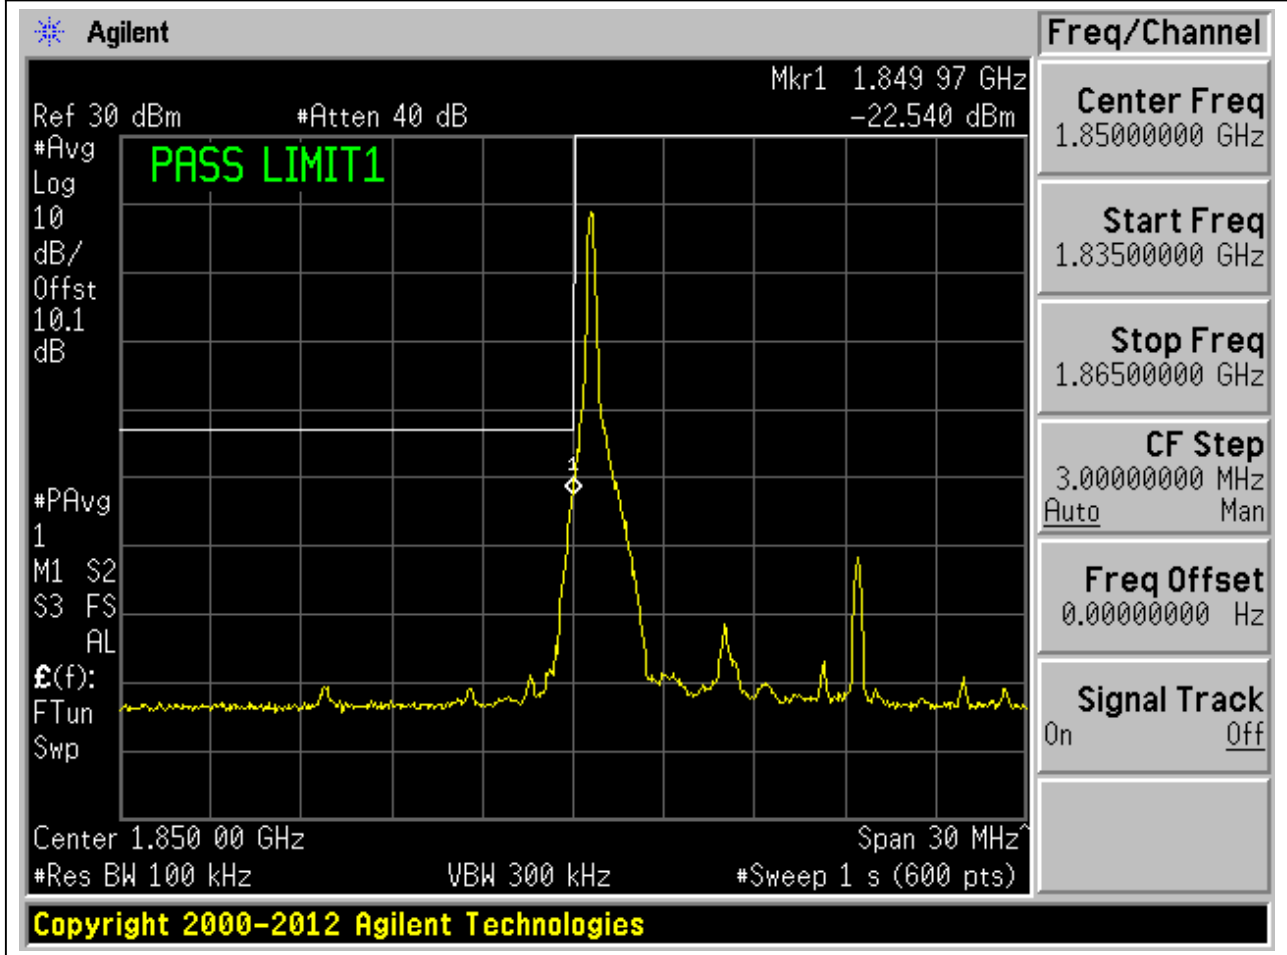 Agilent
Freq/Channel
Mkr1 1.849 97 GHz
Ref 30 dBm #Atten 40 dB -22.540 dBm
#Avg
Log
10
dB/
Offst
10.1
dB
PASS LIMIT1
1
#PAvg
1
M1 S2
S3 FS
AL
£(f):
FTun
Swp
Center 1.850 00 GHz Span 30 MHz^
#Res BW 100 kHz VBW 300 kHz #Sweep 1 s (600 pts)
Center Freq
1.85000000 GHz
Start Freq
1.83500000 GHz
Stop Freq
1.86500000 GHz
CF Step
3.00000000 MHz
Auto Man
Freq Offset
0.00000000 Hz
Signal Track
On Off
Copyright 2000-2012 Agilent Technologies